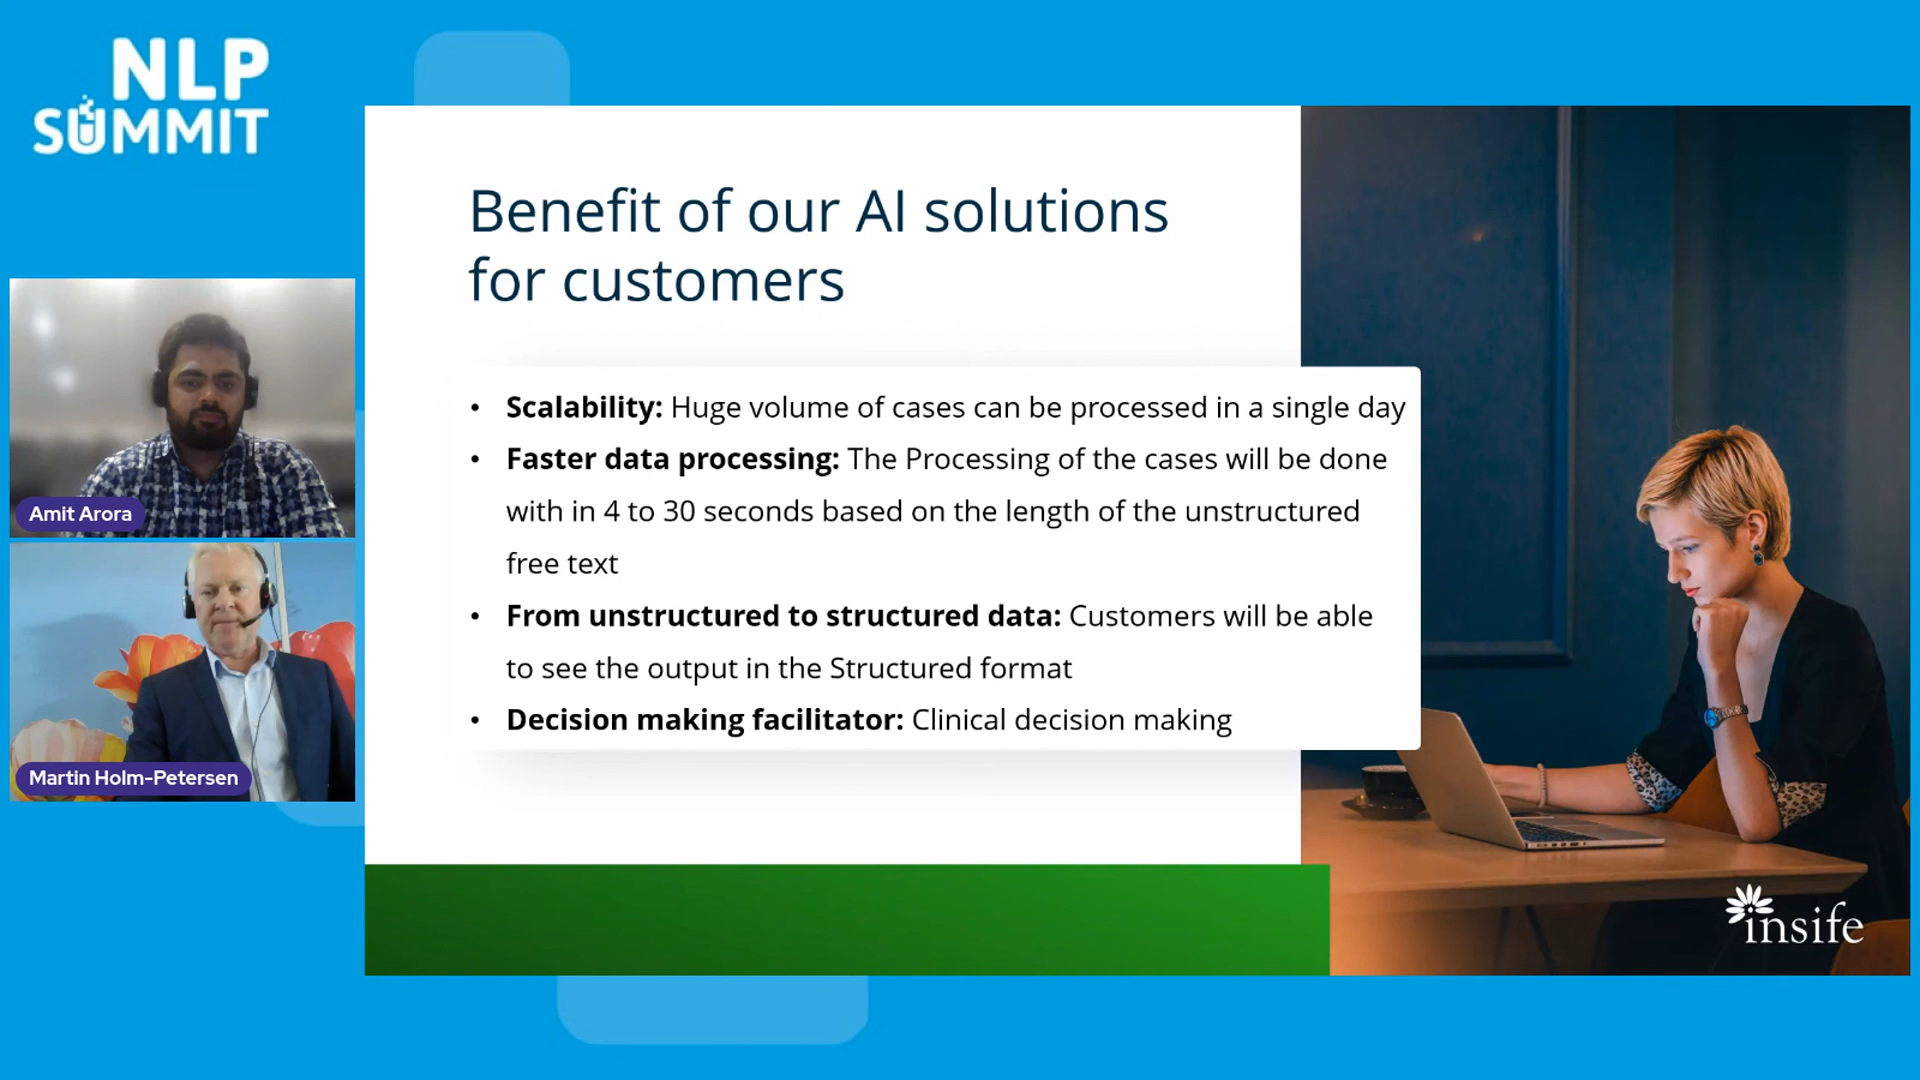 NLP
SUMMIT
Benefit of our AI solutions
for customers
• Scalability: Huge volume of cases can be processed in a single day
• Faster data processing: The Processing of the cases will be done
with in 4 to 30 seconds based on the length of the unstructured
free text
• From unstructured to structured data: Customers will be able
to see the output in the Structured format
• Decision making facilitator: Clinical decision making
Amit Arora
Martin Holm-Petersen
insife